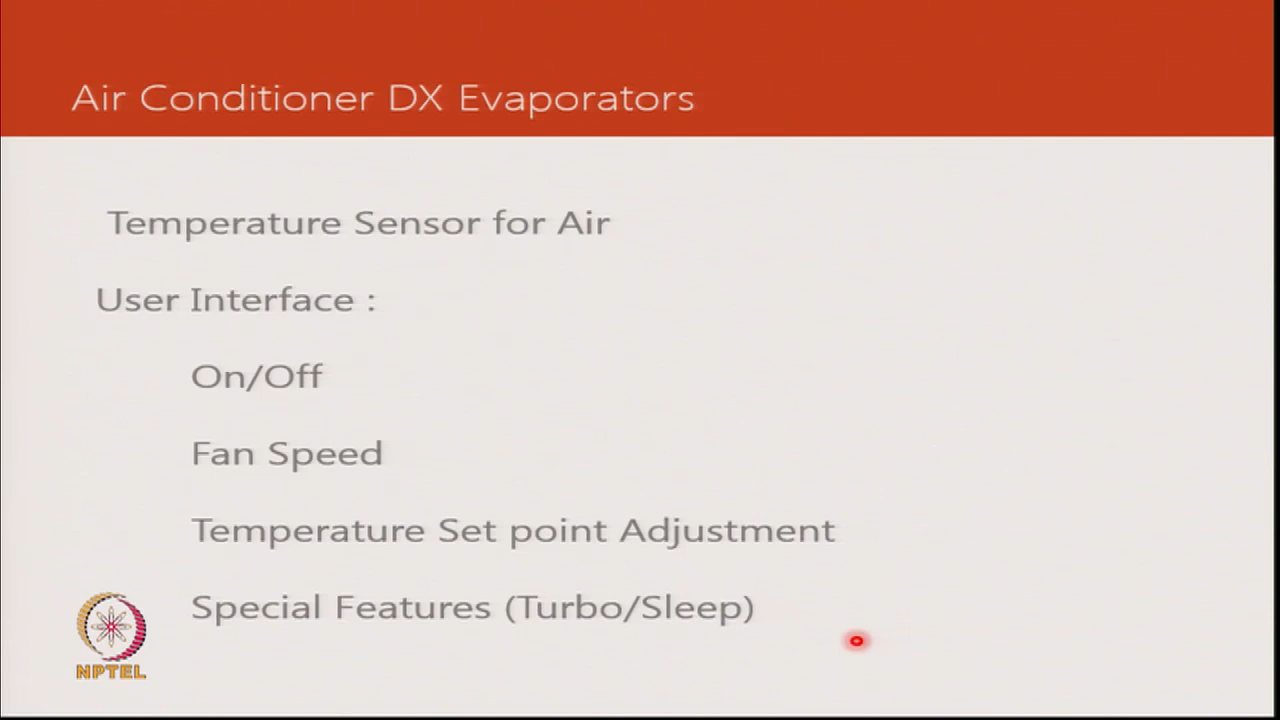 Air Conditioner DX Evaporators
Temperature Sensor for Air
User Interface :
On/Off
Fan Speed
Temperature Set point Adjustment
Special Features (Turbo/Sleep)
NPTEL